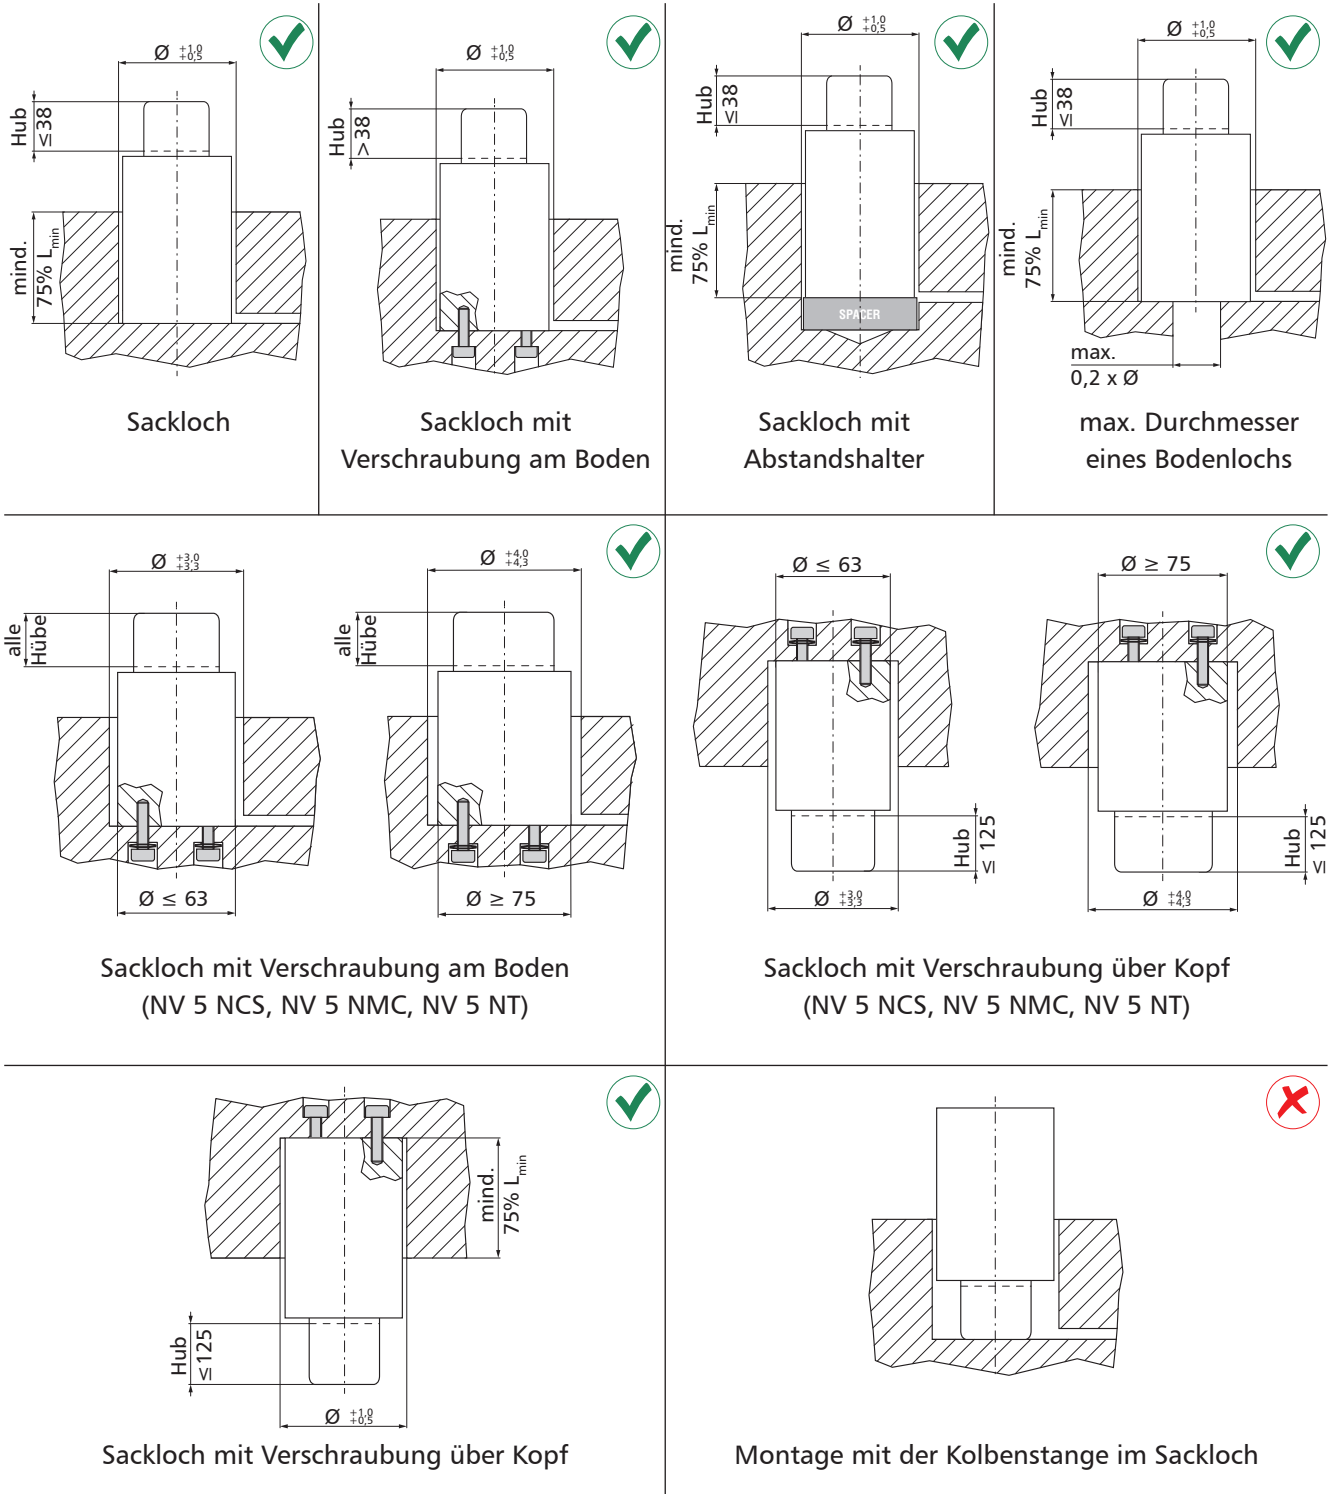 Ø +1,0 +0,5
Hub ≤38
mind. 75% Lmin
Sackloch
Ø +1,0 +0,5
Hub >38
Sackloch mit
Verschraubung am Boden
Ø +1,0 +0,5
Hub ≤38
mind. 75% Lmin
SPACER
Sackloch mit
Abstandshalter
Ø +1,0 +0,5
Hub ≤38
mind. 75% Lmin
max.
0,2 x Ø
max. Durchmesser
eines Bodenlochs
Ø +3,0 +3,3
alle Hübe
Ø ≤ 63
Ø +4,0 +4,3
alle Hübe
Ø ≥ 75
Sackloch mit Verschraubung am Boden
(NV 5 NCS, NV 5 NMC, NV 5 NT)
Ø ≤ 63
Hub ≤ 125
Ø +3,0 +3,3
Ø ≥ 75
Hub ≤ 125
Ø +4,0 +4,3
Sackloch mit Verschraubung über Kopf
(NV 5 NCS, NV 5 NMC, NV 5 NT)
mind. 75% Lmin
Hub ≤125
Ø +1,0 +0,5
Sackloch mit Verschraubung über Kopf
Montage mit der Kolbenstange im Sackloch